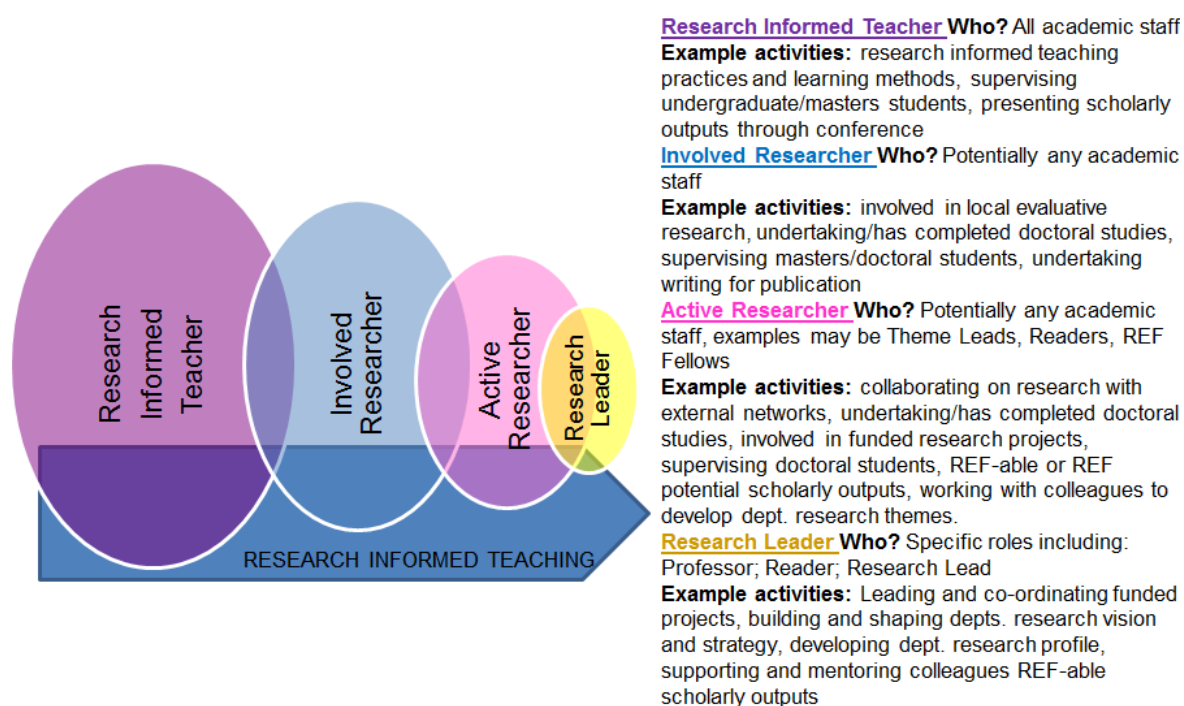 Research
Informed
Teacher
Involved
Researcher
Active
Researcher
Research
Leader
RESEARCH INFORMED TEACHING
Research Informed Teacher Who? All academic staff
Example activities: research informed teaching
practices and learning methods, supervising
undergraduate/masters students, presenting scholarly
outputs through conference
Involved Researcher Who? Potentially any academic
staff
Example activities: involved in local evaluative
research, undertaking/has completed doctoral studies,
supervising masters/doctoral students, undertaking
writing for publication
Active Researcher Who? Potentially any academic
staff, examples may be Theme Leads, Readers, REF
Fellows
Example activities: collaborating on research with
external networks, undertaking/has completed doctoral
studies, involved in funded research projects,
supervising doctoral students, REF-able or REF
potential scholarly outputs, working with colleagues to
develop dept. research themes.
Research Leader Who? Specific roles including:
Professor; Reader; Research Lead
Example activities: Leading and co-ordinating funded
projects, building and shaping depts. research vision
and strategy, developing dept. research profile,
supporting and mentoring colleagues REF-able
scholarly outputs